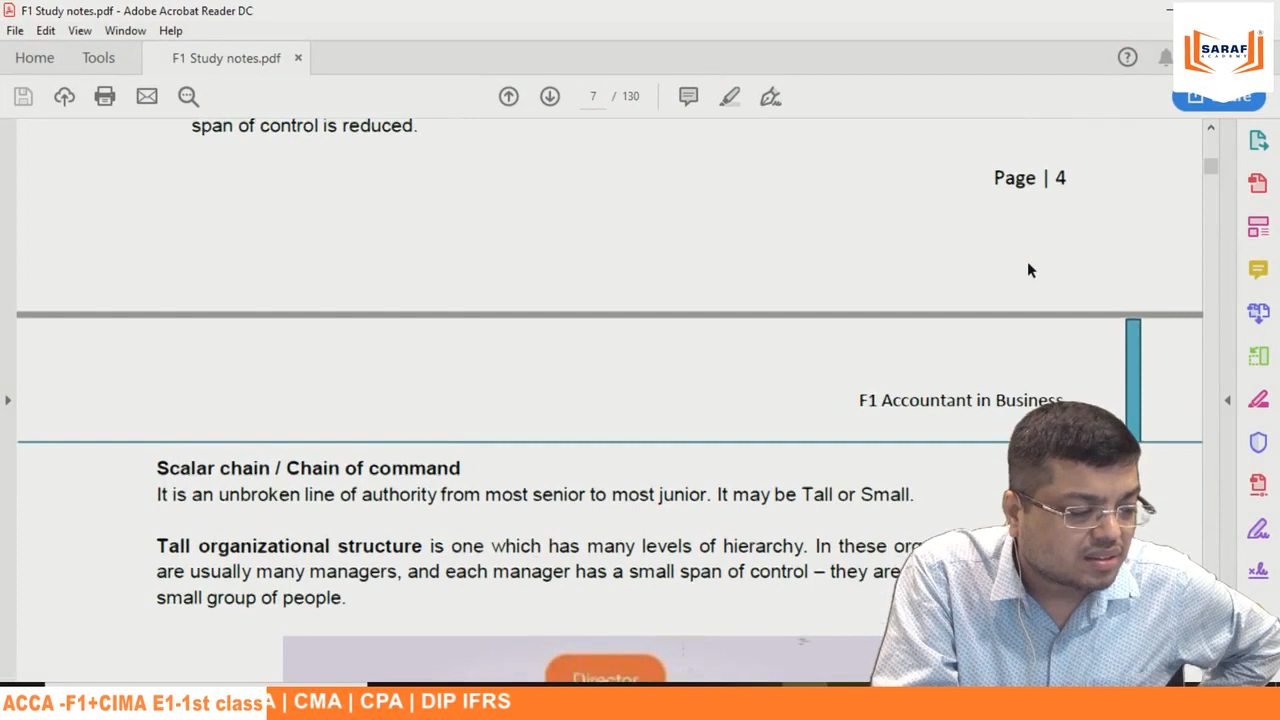 F1 Study notes.pdf - Adobe Acrobat Reader DC
File Edit View Window Help
Home Tools F1 Study notes.pdf ×
7 / 130
SARAF
ACADEMY
span of control is reduced.
Page | 4
F1 Accountant in Business
Scalar chain / Chain of command
It is an unbroken line of authority from most senior to most junior. It may be Tall or Small.
Tall organizational structure is one which has many levels of hierarchy. In these
are usually many managers, and each manager has a small span of control – they are
small group of people.
Director
ACCA -F1+CIMA E1-1st class | CMA | CPA | DIP IFRS